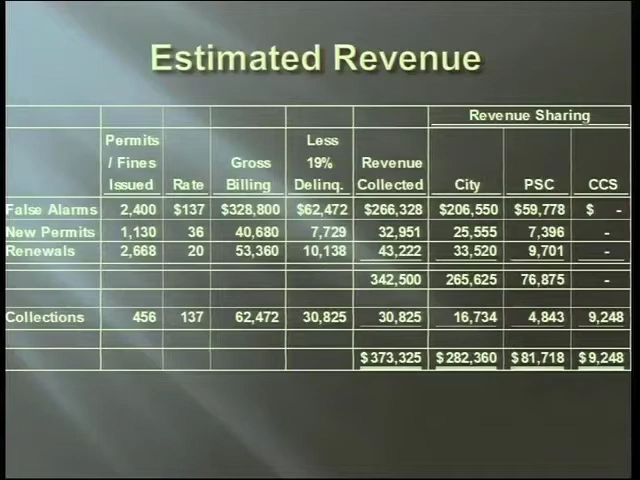 Estimated Revenue
Revenue Sharing
Permits / Fines Issued Rate Gross Billing Less 19% Delinq. Revenue Collected City PSC CCS
False Alarms 2,400 $137 $328,800 $62,472 $266,328 $206,550 $59,778 $ -
New Permits 1,130 36 40,680 7,729 32,951 25,555 7,396 -
Renewals 2,668 20 53,360 10,138 43,222 33,520 9,701 -
342,500 265,625 76,875 -
Collections 456 137 62,472 30,825 30,825 16,734 4,843 9,248
$373,325 $282,360 $81,718 $9,248